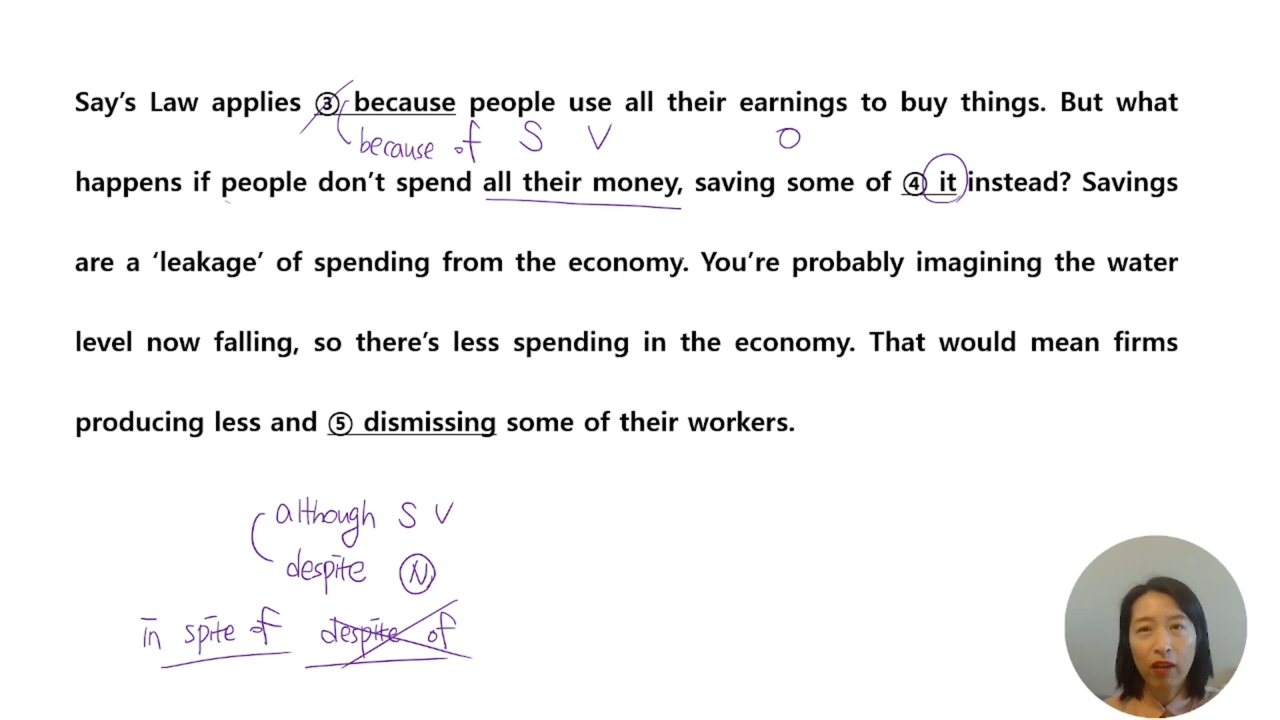 Say's Law applies ③ because people use all their earnings to buy things. But what
because of S V O
happens if people don't spend all their money, saving some of ④ it instead? Savings
are a 'leakage' of spending from the economy. You're probably imagining the water
level now falling, so there's less spending in the economy. That would mean firms
producing less and ⑤ dismissing some of their workers.
although S V
despite N
in spite of despite of